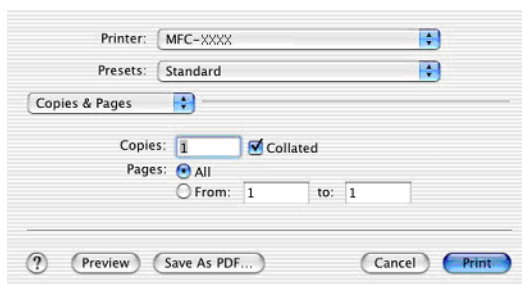 Printer: MFC-XXXX
Presets: Standard
Copies & Pages
Copies: 1 Collated
Pages: All
From: 1 to: 1
? Preview Save As PDF... Cancel Print